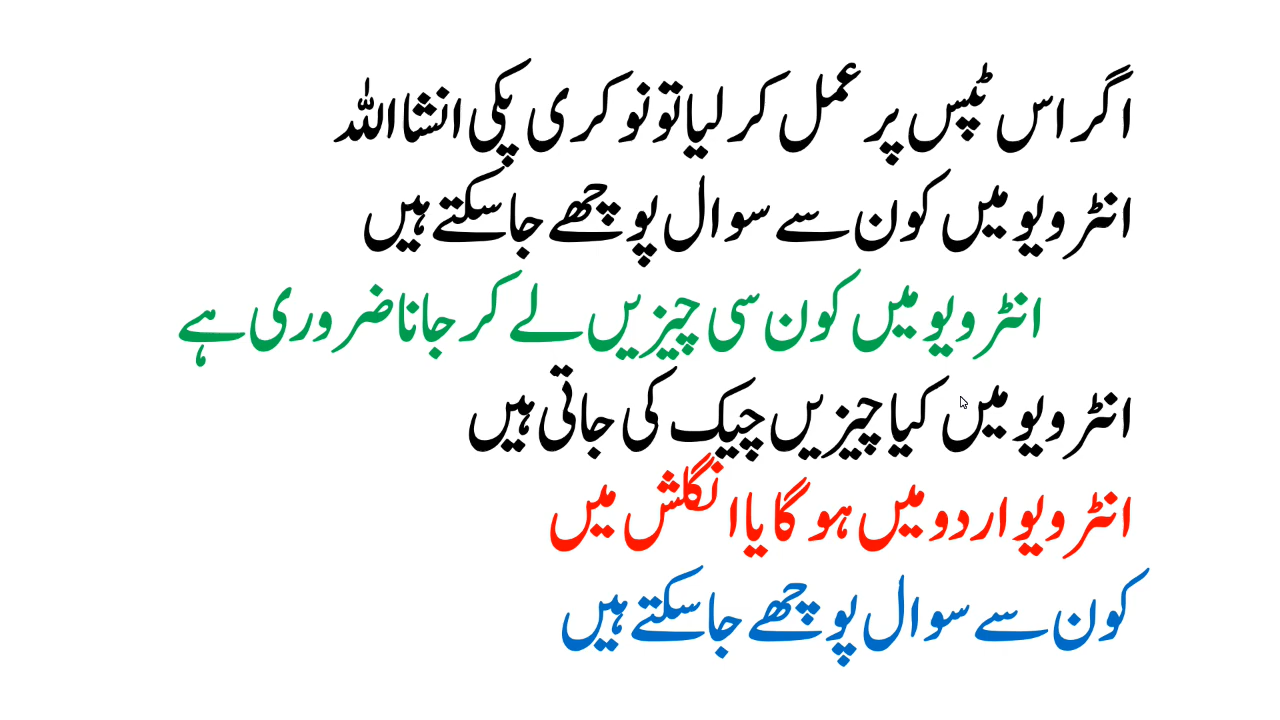 اگر اس ٹپس پر عمل کر لیا تو نوکری پکی انشااللہ
انٹرویو میں کون سے سوال پوچھے جا سکتے ہیں
انٹرویو میں کون سی چیزیں لے کر جانا ضروری ہے
انٹرویو میں کیا چیزیں چیک کی جاتی ہیں
انٹرویو اردو میں ہو گا یا انگلش میں
کون سے سوال پوچھے جا سکتے ہیں